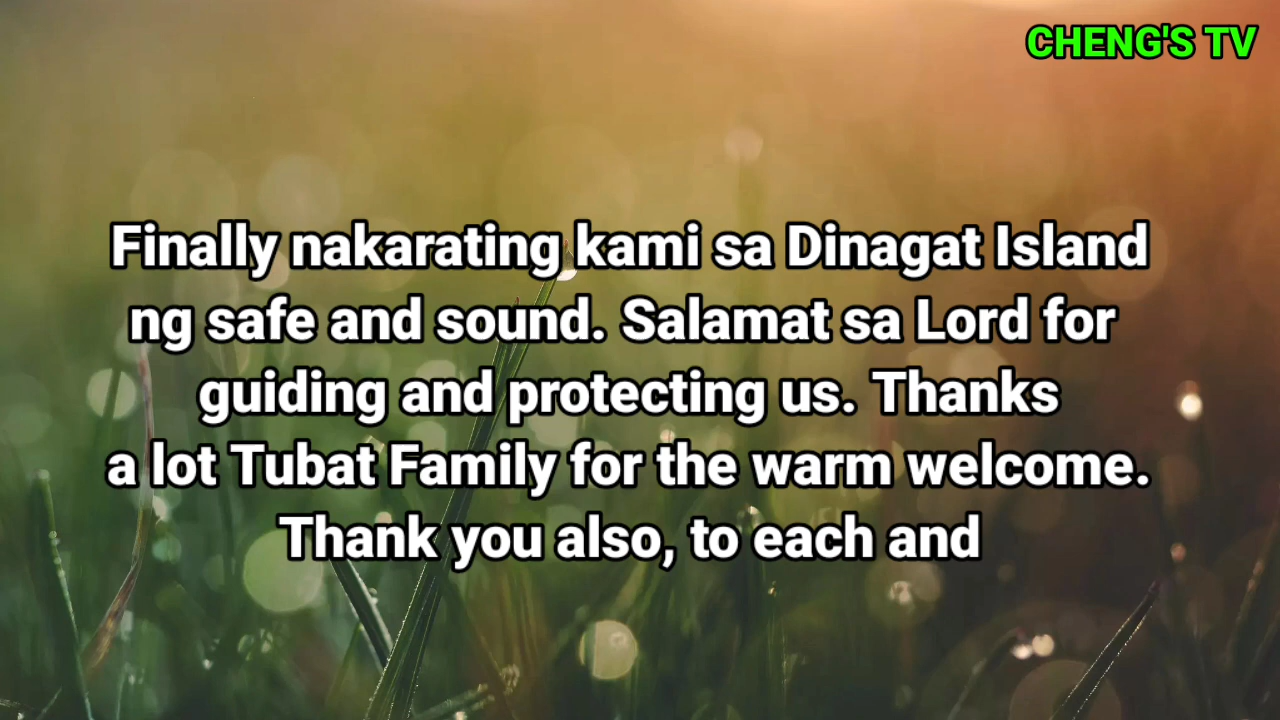 CHENG'S TV
Finally nakarating kami sa Dinagat Island
ng safe and sound. Salamat sa Lord for
guiding and protecting us. Thanks
a lot Tubat Family for the warm welcome.
Thank you also, to each and